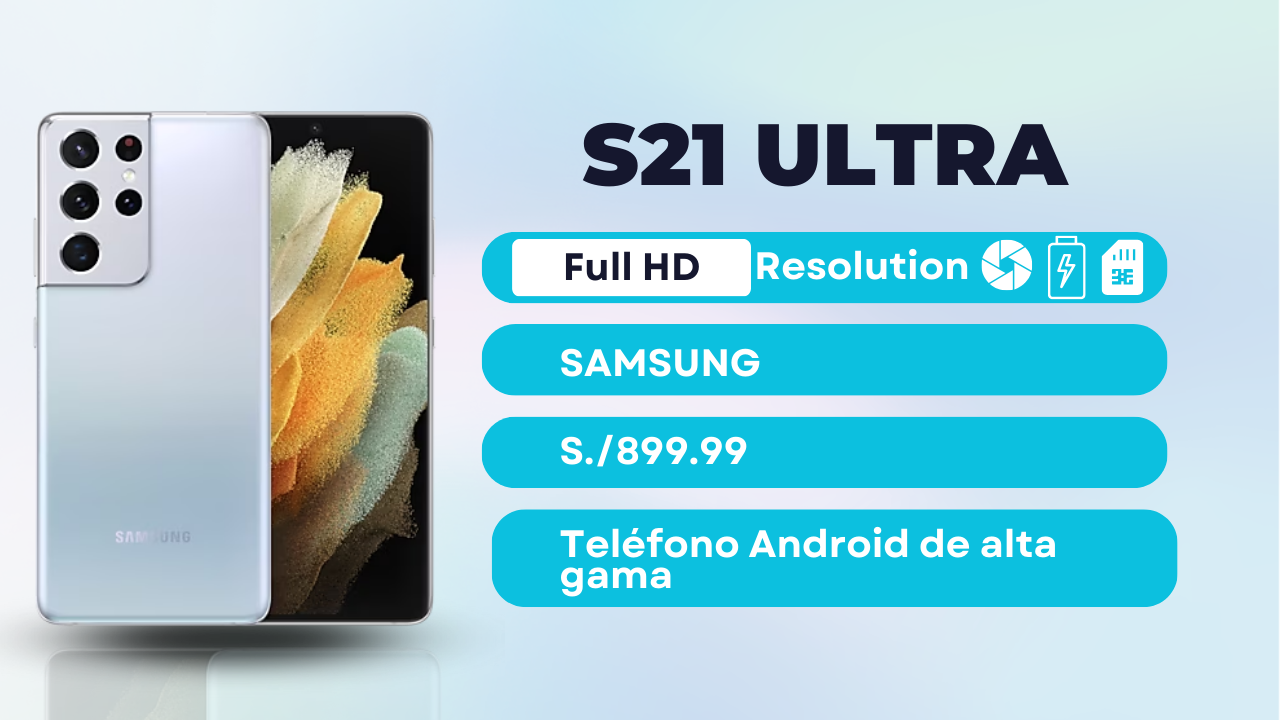 S21 ULTRA
Full HD Resolution
SAMSUNG
S./899.99
Teléfono Android de alta
gama
SAMSUNG